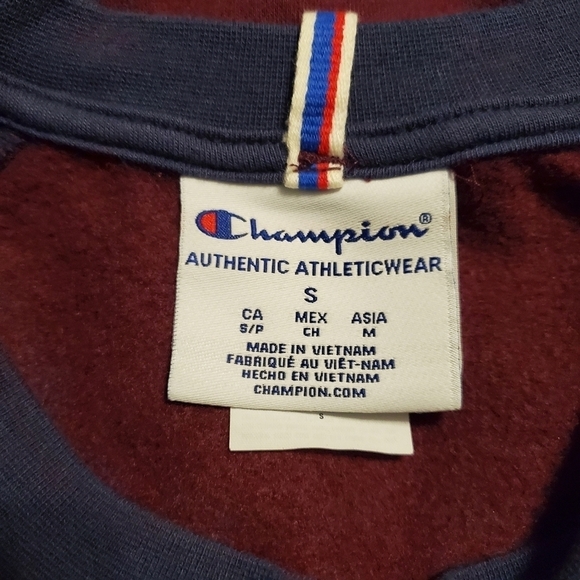 Champion®
AUTHENTIC ATHLETICWEAR
S
CA MEX ASIA
S/P CH M
MADE IN VIETNAM
FABRIQUÉ AU VIÊT-NAM
HECHO EN VIETNAM
CHAMPION.COM
S